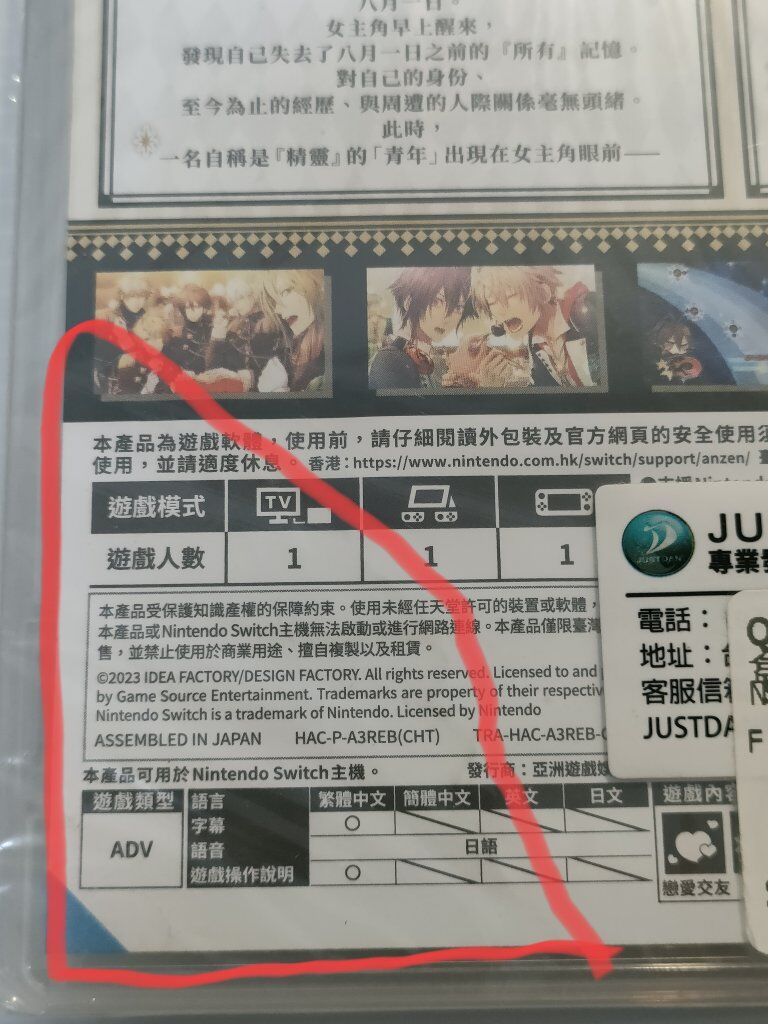 八月一日。
女主角早上醒來，
發現自己失去了八月一日之前的『所有』記憶。
對自己的身份、
至今為止的經歷、與周遭的人際關係毫無頭緒。
此時，
一名自稱是『精靈』的「青年」出現在女主角眼前——
本產品為遊戲軟體，使用前，請仔細閱讀外包裝及官方網頁的安全使用須
使用，並請適度休息。香港：https://www.nintendo.com.hk/switch/support/anzen/
遊戲模式 TV
遊戲人數 1 1 1
本產品受保護知識產權的保障約束。使用未經任天堂許可的裝置或軟體，
本產品或Nintendo Switch主機無法啟動或進行網路連線。本產品僅限臺灣
售，並禁止使用於商業用途、擅自複製以及租賃。
©2023 IDEA FACTORY/DESIGN FACTORY. All rights reserved. Licensed to and
by Game Source Entertainment. Trademarks are property of their respective
Nintendo Switch is a trademark of Nintendo. Licensed by Nintendo
ASSEMBLED IN JAPAN HAC-P-A3REB(CHT) TRA-HAC-A3REB-
本產品可用於Nintendo Switch主機。 發行商：亞洲遊戲
遊戲類型 語言 繁體中文 簡體中文 英文 日文 遊戲內容
ADV 字幕 ○
語音 日語
遊戲操作說明 ○
戀愛交友
JUSTDAN
JU
專業
電話：
地址：
客服信箱
JUSTDA